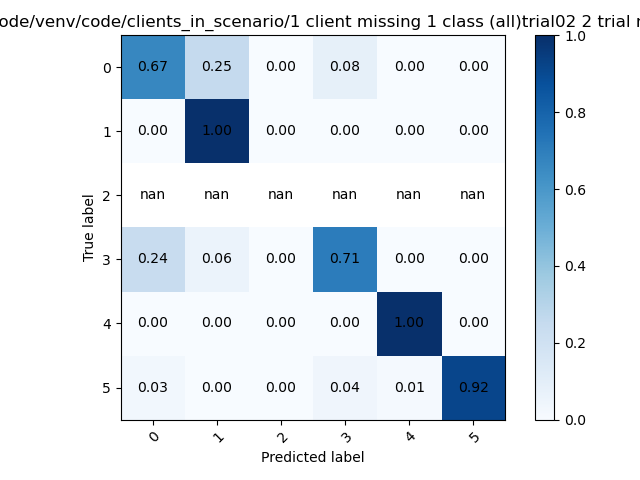 ode/venv/code/clients_in_scenario/1 client missing 1 class (all)trial02 2 trial r
1.0
0 0.67 0.25 0.00 0.08 0.00 0.00
0.8
1 0.00 1.00 0.00 0.00 0.00 0.00
2 nan nan nan nan nan nan
0.6
True label
3 0.24 0.06 0.00 0.71 0.00 0.00
0.4
4 0.00 0.00 0.00 0.00 1.00 0.00
0.2
5 0.03 0.00 0.00 0.04 0.01 0.92
0.0
0 1 2 3 4 5
Predicted label